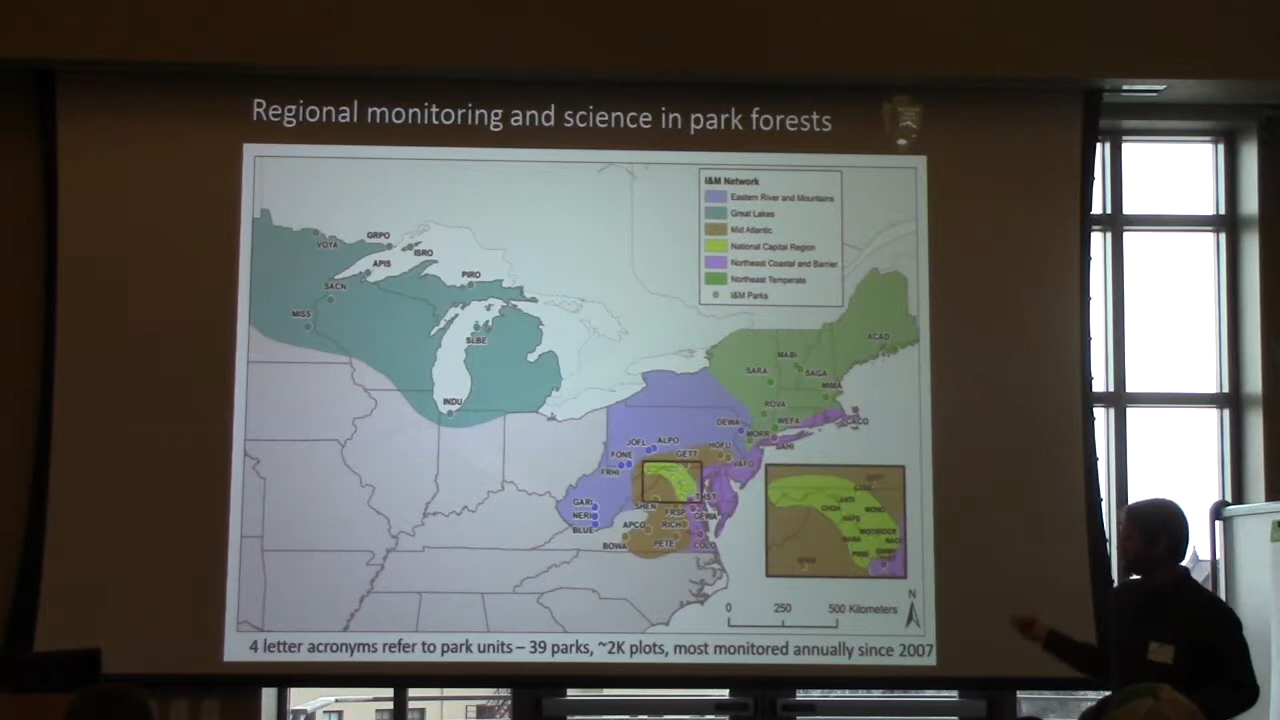 Regional monitoring and science in park forests
I&M Network
Eastern River and Mountains
Great Lakes
Mid Atlantic
National Capital Region
Northeast Coastal and Barrier
Northeast Temperate
I&M Parks
VOYA
GRPO
ISRO
APIS
PIRO
SACN
MISS
SLBE
INDU
ACAD
MABI
SARA
SAGA
MIMA
ROVA
WEFA
CACO
DEWA
MORR
SAHI
JOFL
ALPO
HOFU
FONE
GETT
VAFO
FRHI
THST
GARI
SHEN
FRSP
GEWA
NERI
APCO
RICH
BLUE
BOWA
PETE
COLO
0 250 500 Kilometers
N
4 letter acronyms refer to park units – 39 parks, ~2K plots, most monitored annually since 2007